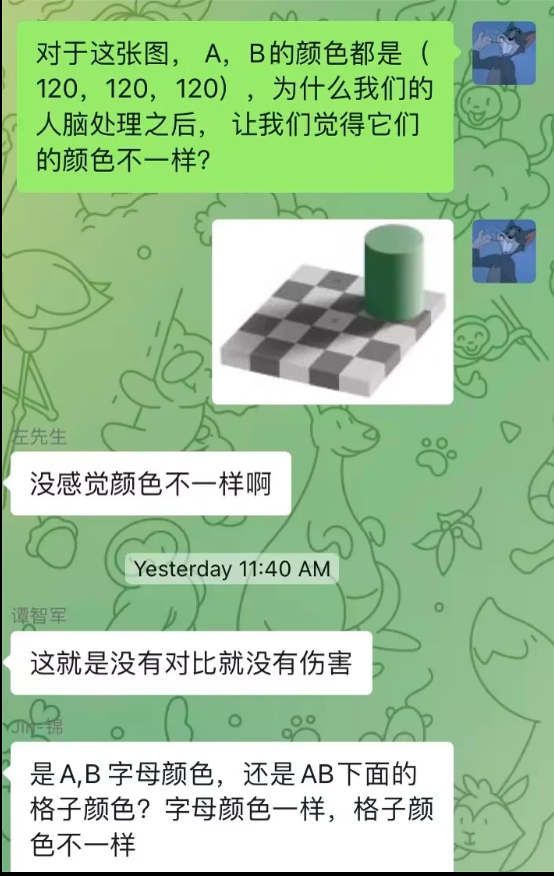 对于这张图， A，B的颜色都是（
120，120，120），为什么我们的
人脑处理之后， 让我们觉得它们
的颜色不一样？
左先生
没感觉颜色不一样啊
Yesterday 11:40 AM
谭智军
这就是没有对比就没有伤害
Jin-锦
是A,B 字母颜色，还是AB下面的
格子颜色？字母颜色一样，格子颜
色不一样